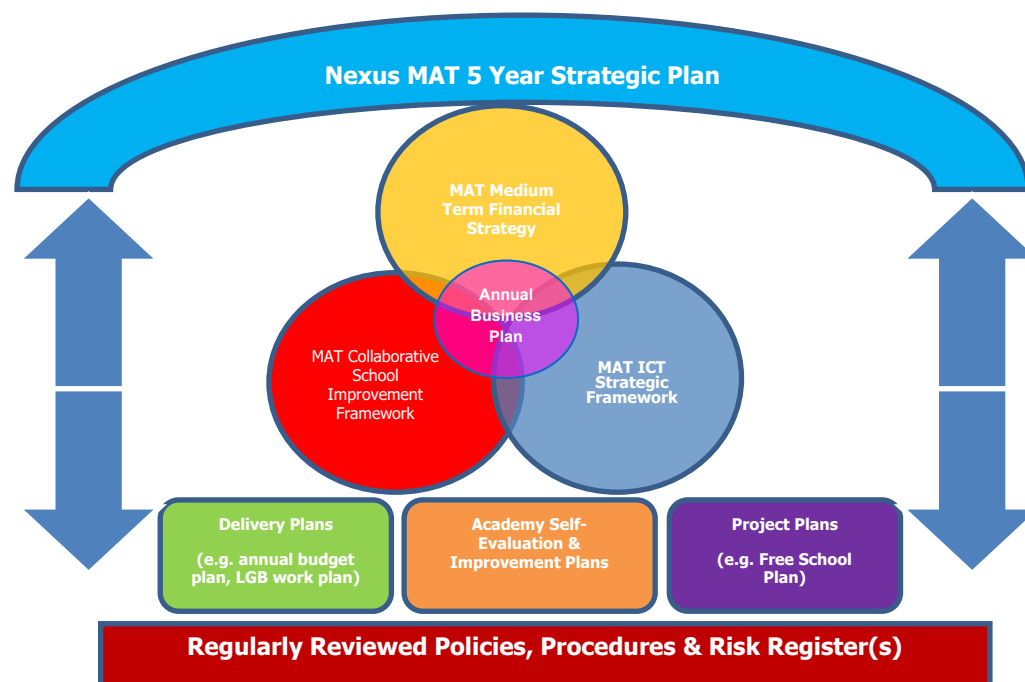 Nexus MAT 5 Year Strategic Plan
MAT Medium
Term Financial
Strategy
Annual
Business
Plan
MAT Collaborative
School
Improvement
Framework
MAT ICT
Strategic
Framework
Delivery Plans
(e.g. annual budget
plan, LGB work plan)
Academy Self-
Evaluation &
Improvement Plans
Project Plans
(e.g. Free School
Plan)
Regularly Reviewed Policies, Procedures & Risk Register(s)